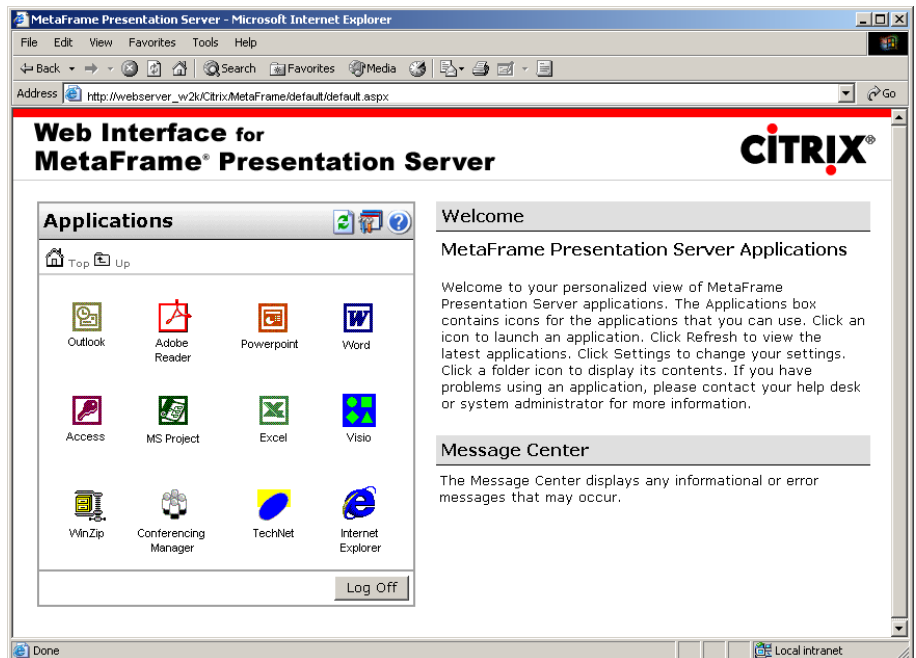 MetaFrame Presentation Server - Microsoft Internet Explorer
File Edit View Favorites Tools Help
Back Search Favorites Media
Address http://webserver_w2k/Citrix/MetaFrame/default/default.aspx Go
Web Interface for
MetaFrame® Presentation Server
CITRIX®
Applications
Top Up
Outlook Adobe Reader Powerpoint Word
Access MS Project Excel Visio
WinZip Conferencing Manager TechNet Internet Explorer
Log Off
Welcome
MetaFrame Presentation Server Applications
Welcome to your personalized view of MetaFrame
Presentation Server applications. The Applications box
contains icons for the applications that you can use. Click an
icon to launch an application. Click Refresh to view the
latest applications. Click Settings to change your settings.
Click a folder icon to display its contents. If you have
problems using an application, please contact your help desk
or system administrator for more information.
Message Center
The Message Center displays any informational or error
messages that may occur.
Done Local intranet